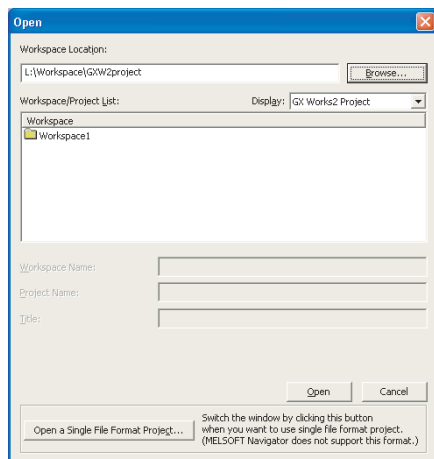 Open
Workspace Location:
L:\Workspace\GXW2project
Browse...
Workspace/Project List:
Display: GX Works2 Project
Workspace
Workspace1
Workspace Name:
Project Name:
Title:
Open Cancel
Open a Single File Format Project...
Switch the window by clicking this button
when you want to use single file format project.
(MELSOFT Navigator does not support this format.)